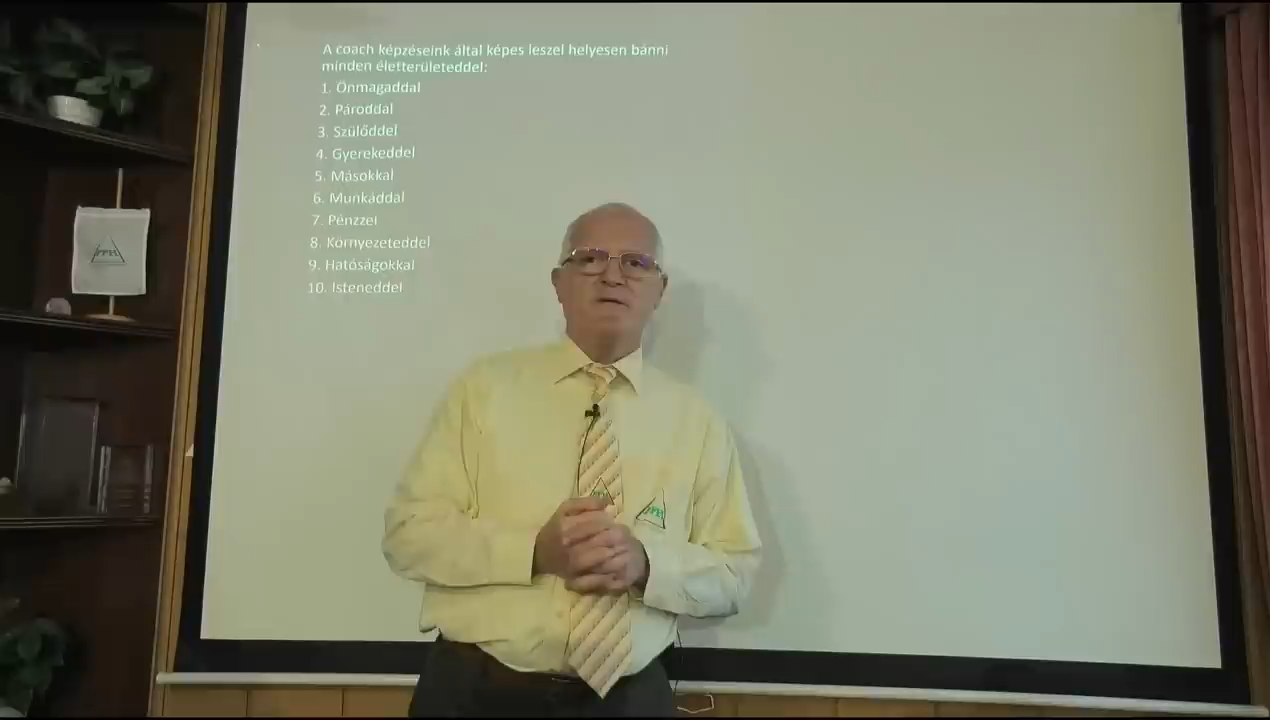 A coach képzéseink által képes leszel helyesen bánni
minden életterületeddel:
1. Önmagaddal
2. Pároddal
3. Szülőddel
4. Gyerekeddel
5. Másokkal
6. Munkáddal
7. Pénzzel
8. Környezeteddel
9. Hatóságokkal
10. Isteneddel